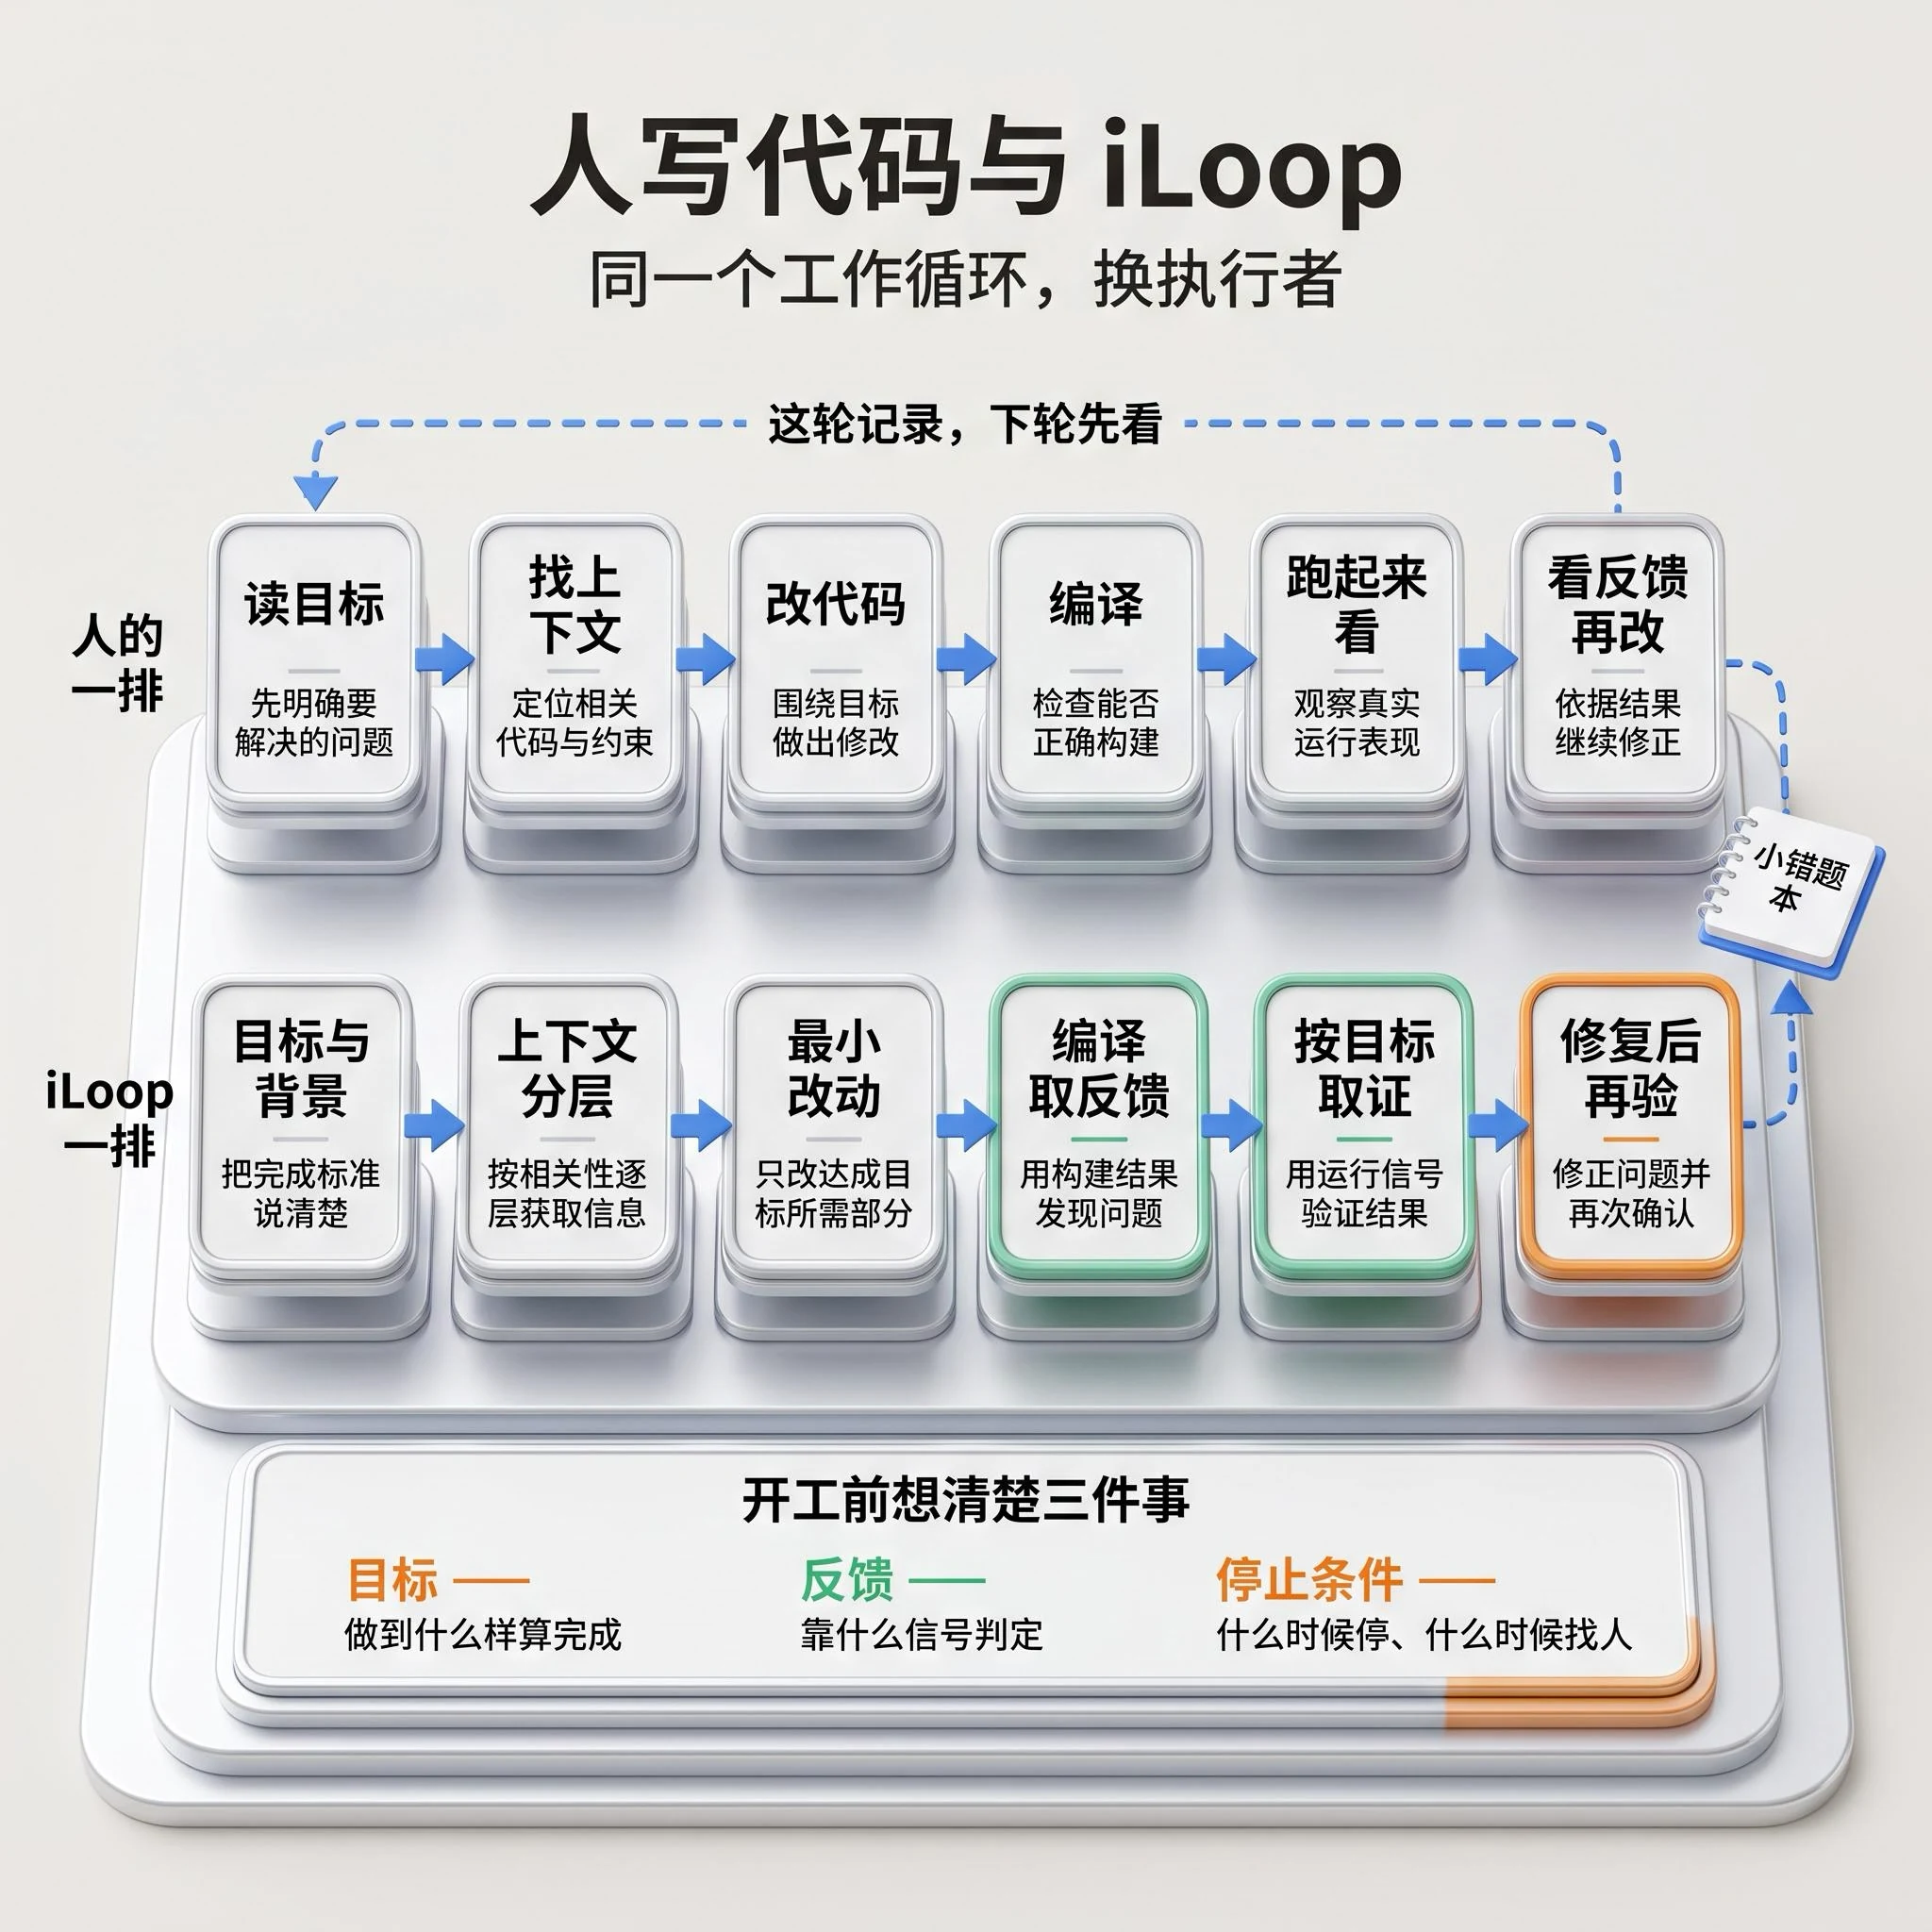 人写代码与 iLoop
同一个工作循环，换执行者
这轮记录，下轮先看
人的
一排
读目标
先明确要
解决的问题
找上
下文
定位相关
代码与约束
改代码
围绕目标
做出修改
编译
检查能否
正确构建
跑起来
看
观察真实
运行表现
看反馈
再改
依据结果
继续修正
小错题
本
iLoop
一排
目标与
背景
把完成标准
说清楚
上下文
分层
按相关性逐
层获取信息
最小
改动
只改达成目
标所需部分
编译
取反馈
用构建结果
发现问题
按目标
取证
用运行信号
验证结果
修复后
再验
修正问题并
再次确认
开工前想清楚三件事
目标 —
做到什么样算完成
反馈 —
靠什么信号判定
停止条件 —
什么时候停、什么时候找人